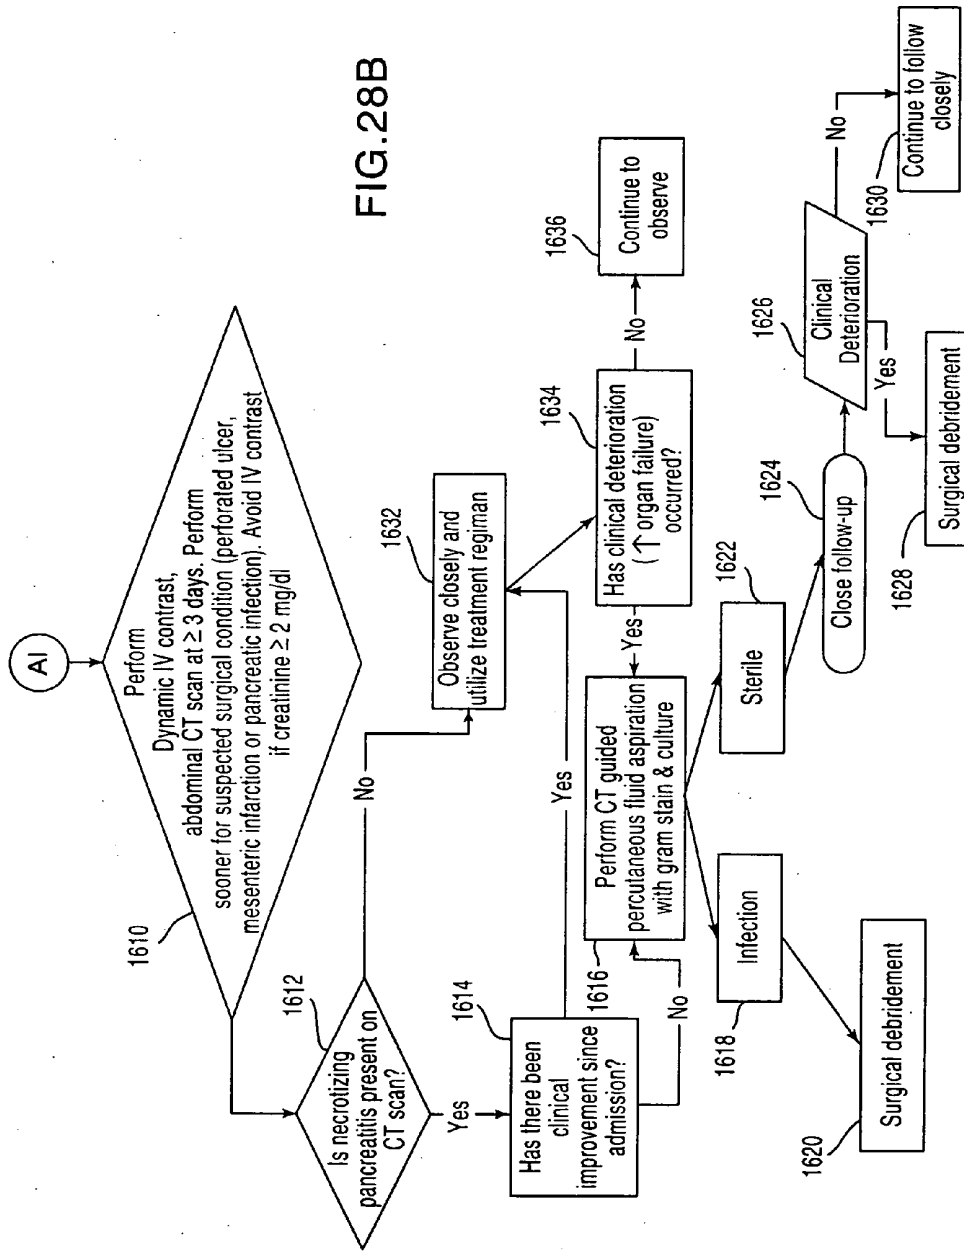 FIG.28B
AI
1610
Perform
Dynamic IV contrast,
abdominal CT scan at ≥ 3 days. Perform
sooner for suspected surgical condition (perforated ulcer,
mesenteric infarction or pancreatic infection). Avoid IV contrast
if creatinine ≥ 2 mg/dl
1612
Is necrotizing
pancreatitis present on
CT scan?
No
Yes
1632
Observe closely and
utilize treatment regiman
1614
Has there been
clinical
improvement since
admission?
Yes
No
1634
Has clinical deterioration
(↑ organ failure)
occurred?
No
Yes
1636
Continue to
observe
1616
Perform CT guided
percutaneous fluid aspiration
with gram stain & culture
1618
Infection
1622
Sterile
1620
Surgical debridement
1624
Close follow-up
1626
Clinical
Deterioration
No
Yes
1628
Surgical debridement
1630
Continue to follow
closely